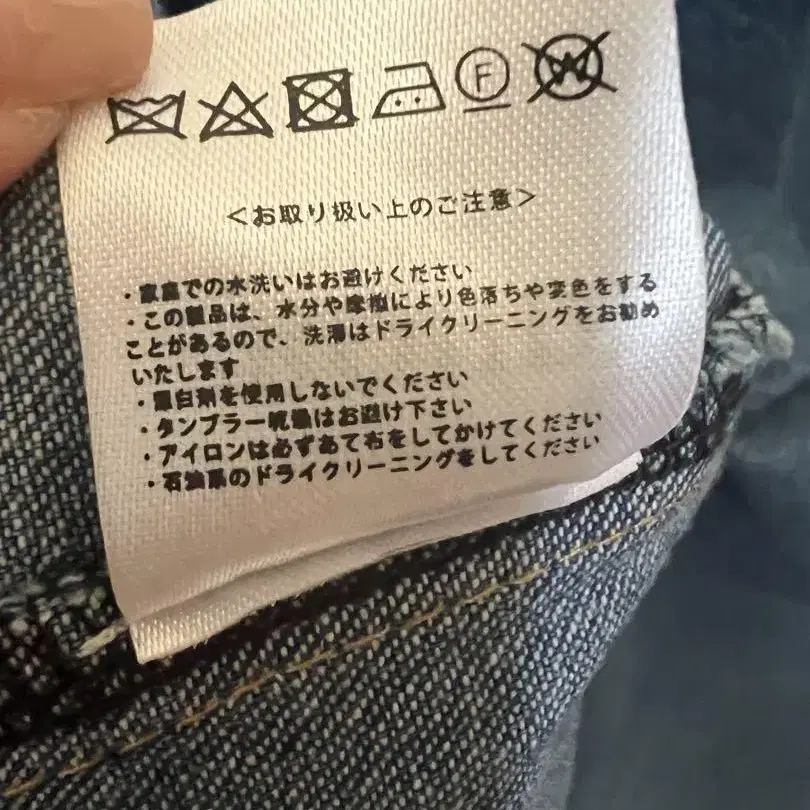 F
W
＜お取り扱い上のご注意＞
・家庭での水洗いはお避けください
・この製品は、水分や摩擦により色落ちや変色をする
ことがあるので、洗濯はドライクリーニングをお勧め
いたします
・漂白剤を使用しないでください
・タンブラー乾燥はお避け下さい
・アイロンは必ずあて布をしてかけてください
・石油系のドライクリーニングをしてください